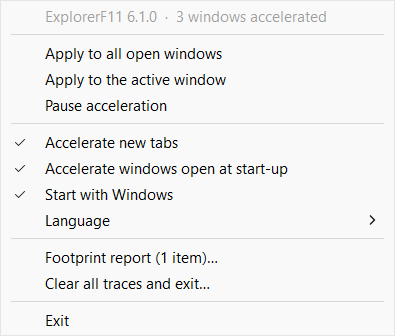 ExplorerF11 6.1.0 · 3 windows accelerated
Apply to all open windows
Apply to the active window
Pause acceleration
Accelerate new tabs
Accelerate windows open at start-up
Start with Windows
Language
Footprint report (1 item)...
Clear all traces and exit...
Exit